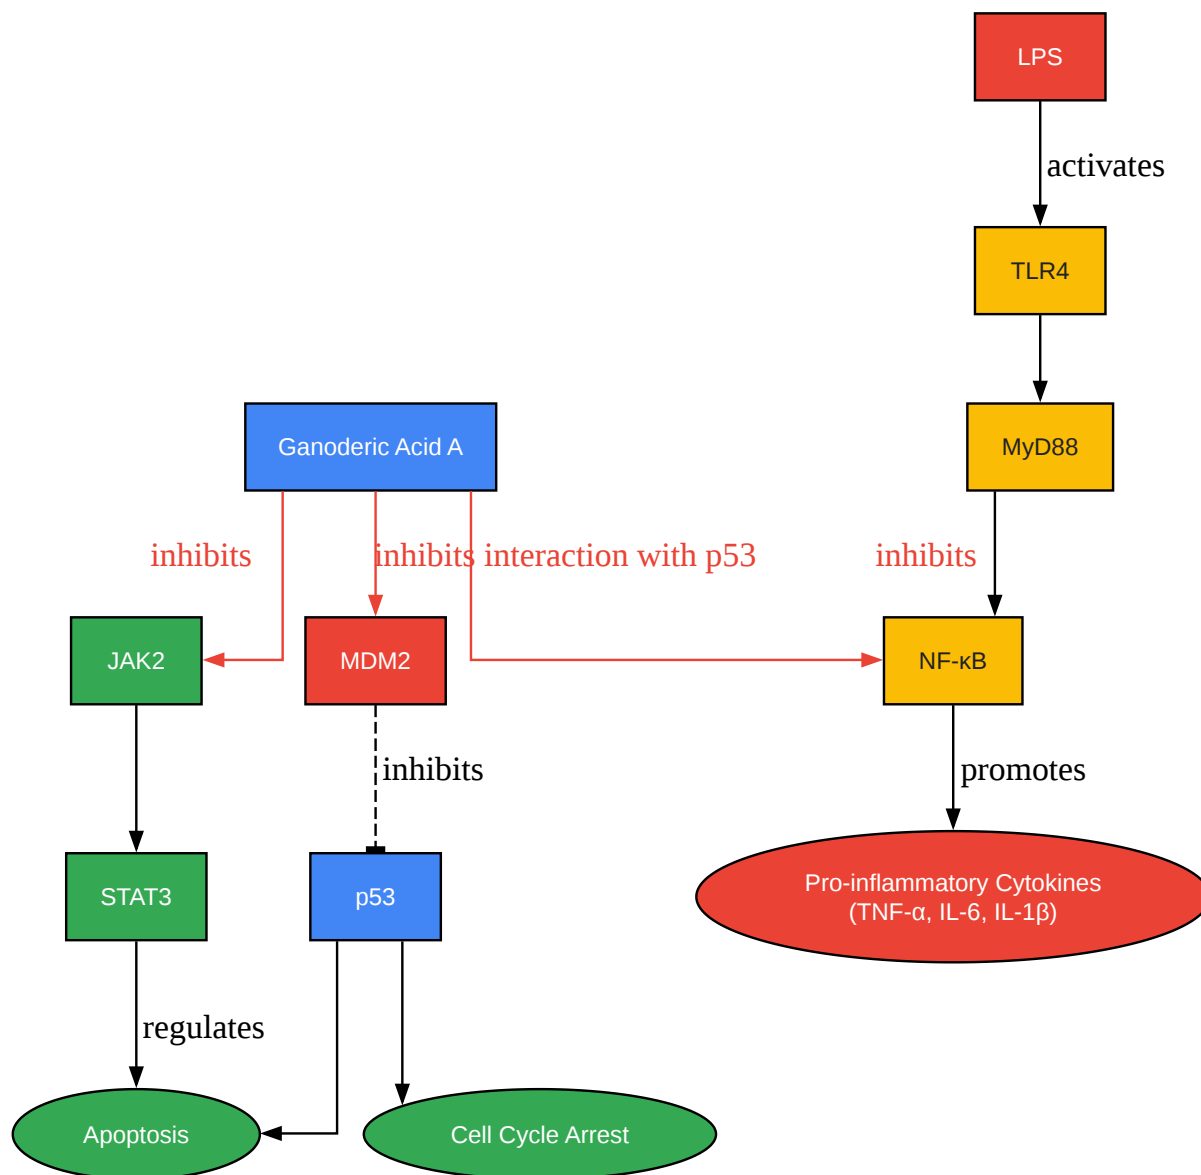 LPS
activates
TLR4
Ganoderic Acid A
MyD88
inhibits
inhibits interaction with p53
inhibits
JAK2
MDM2
NF-κB
inhibits
promotes
STAT3
p53
Pro-inflammatory Cytokines
(TNF-α, IL-6, IL-1β)
regulates
Apoptosis
Cell Cycle Arrest